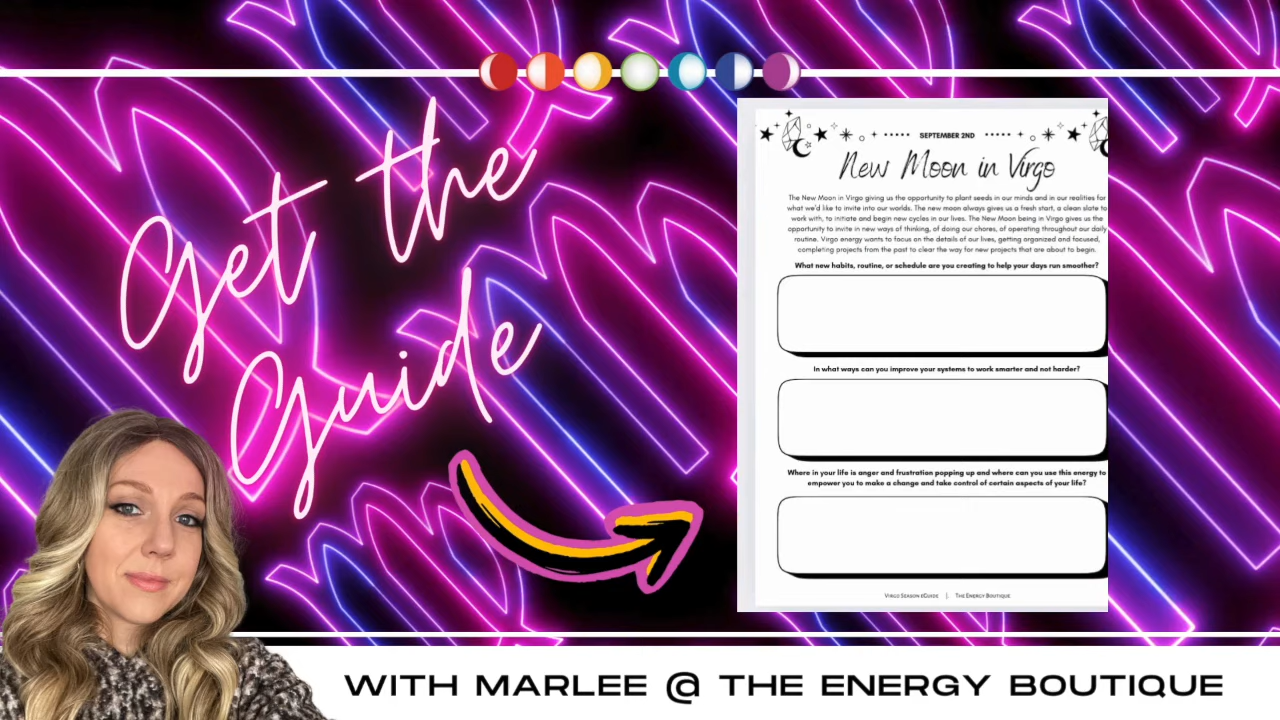 Get the
Guide
SEPTEMBER 2ND
New Moon in Virgo
The New Moon in Virgo giving us the opportunity to plant seeds in our minds and in our realities for
what we'd like to invite into our worlds. The new moon always gives us a fresh start, a clean slate to
work with, to initiate and begin new cycles in our lives. The New Moon being in Virgo gives us the
opportunity to invite in new ways of thinking, of doing our chores, of operating throughout our daily
routine. Virgo energy wants to focus on the details of our lives, getting organized and focused,
completing projects from the past to clear the way for new projects that are about to begin.
What new habits, routine, or schedule are you creating to help your days run smoother?
In what ways can you improve your systems to work smarter and not harder?
Where in your life is anger and frustration popping up and where can you use this energy to
empower you to make a change and take control of certain aspects of your life?
Virgo Season eGuide | The Energy Boutique
WITH MARLEE @ THE ENERGY BOUTIQUE